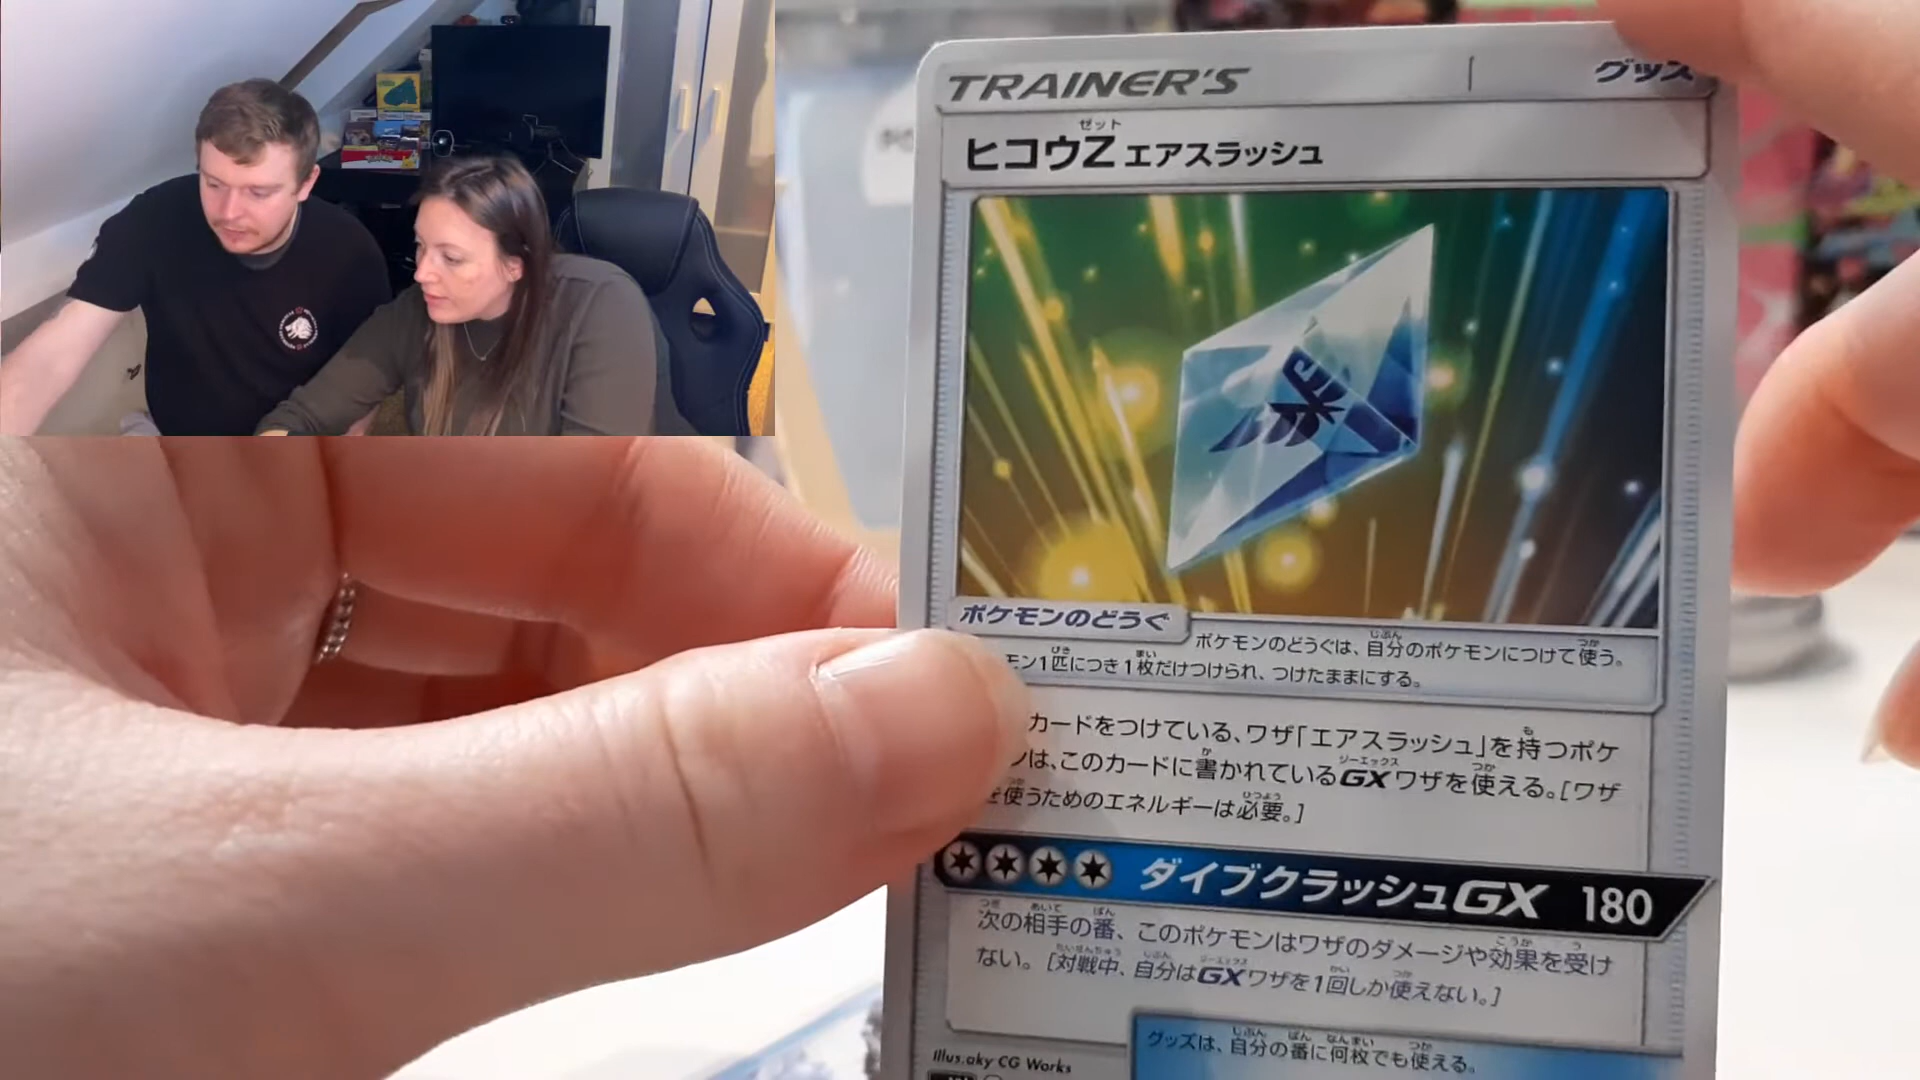 TRAINER'S
グッズ
ヒコウZ エアスラッシュ
ゼット
ポケモンのどうぐ
ポケモンのどうぐは、自分のポケモンにつけて使う。
モン1匹につき1枚だけつけられ、つけたままにする。
カードをつけている、ワザ「エアスラッシュ」を持つポケ
ンは、このカードに書かれているGXワザを使える。[ワザ
を使うためのエネルギーは必要。]
ダイブクラッシュGX 180
次の相手の番、このポケモンはワザのダメージや効果を受け
ない。[対戦中、自分はGXワザを1回しか使えない。]
グッズは、自分の番に何枚でも使える。
Illus.aky CG Works